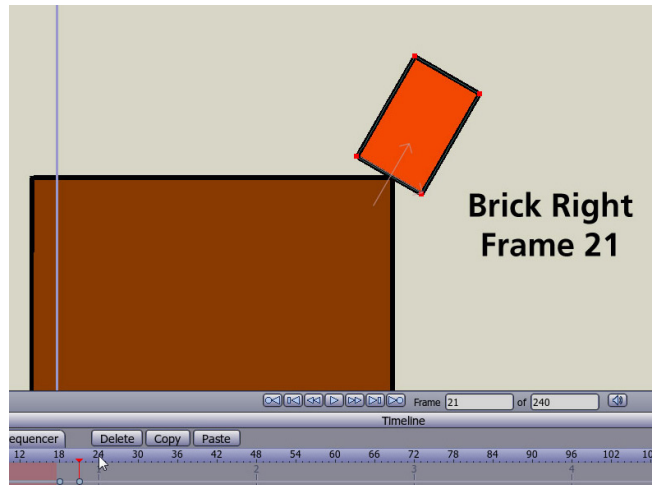 Brick Right
Frame 21
Frame 21 of 240
Timeline
equencer Delete Copy Paste
12 18 24 30 36 42 48 54 60 66 72 78 84 90 96 102 10
2 3 4